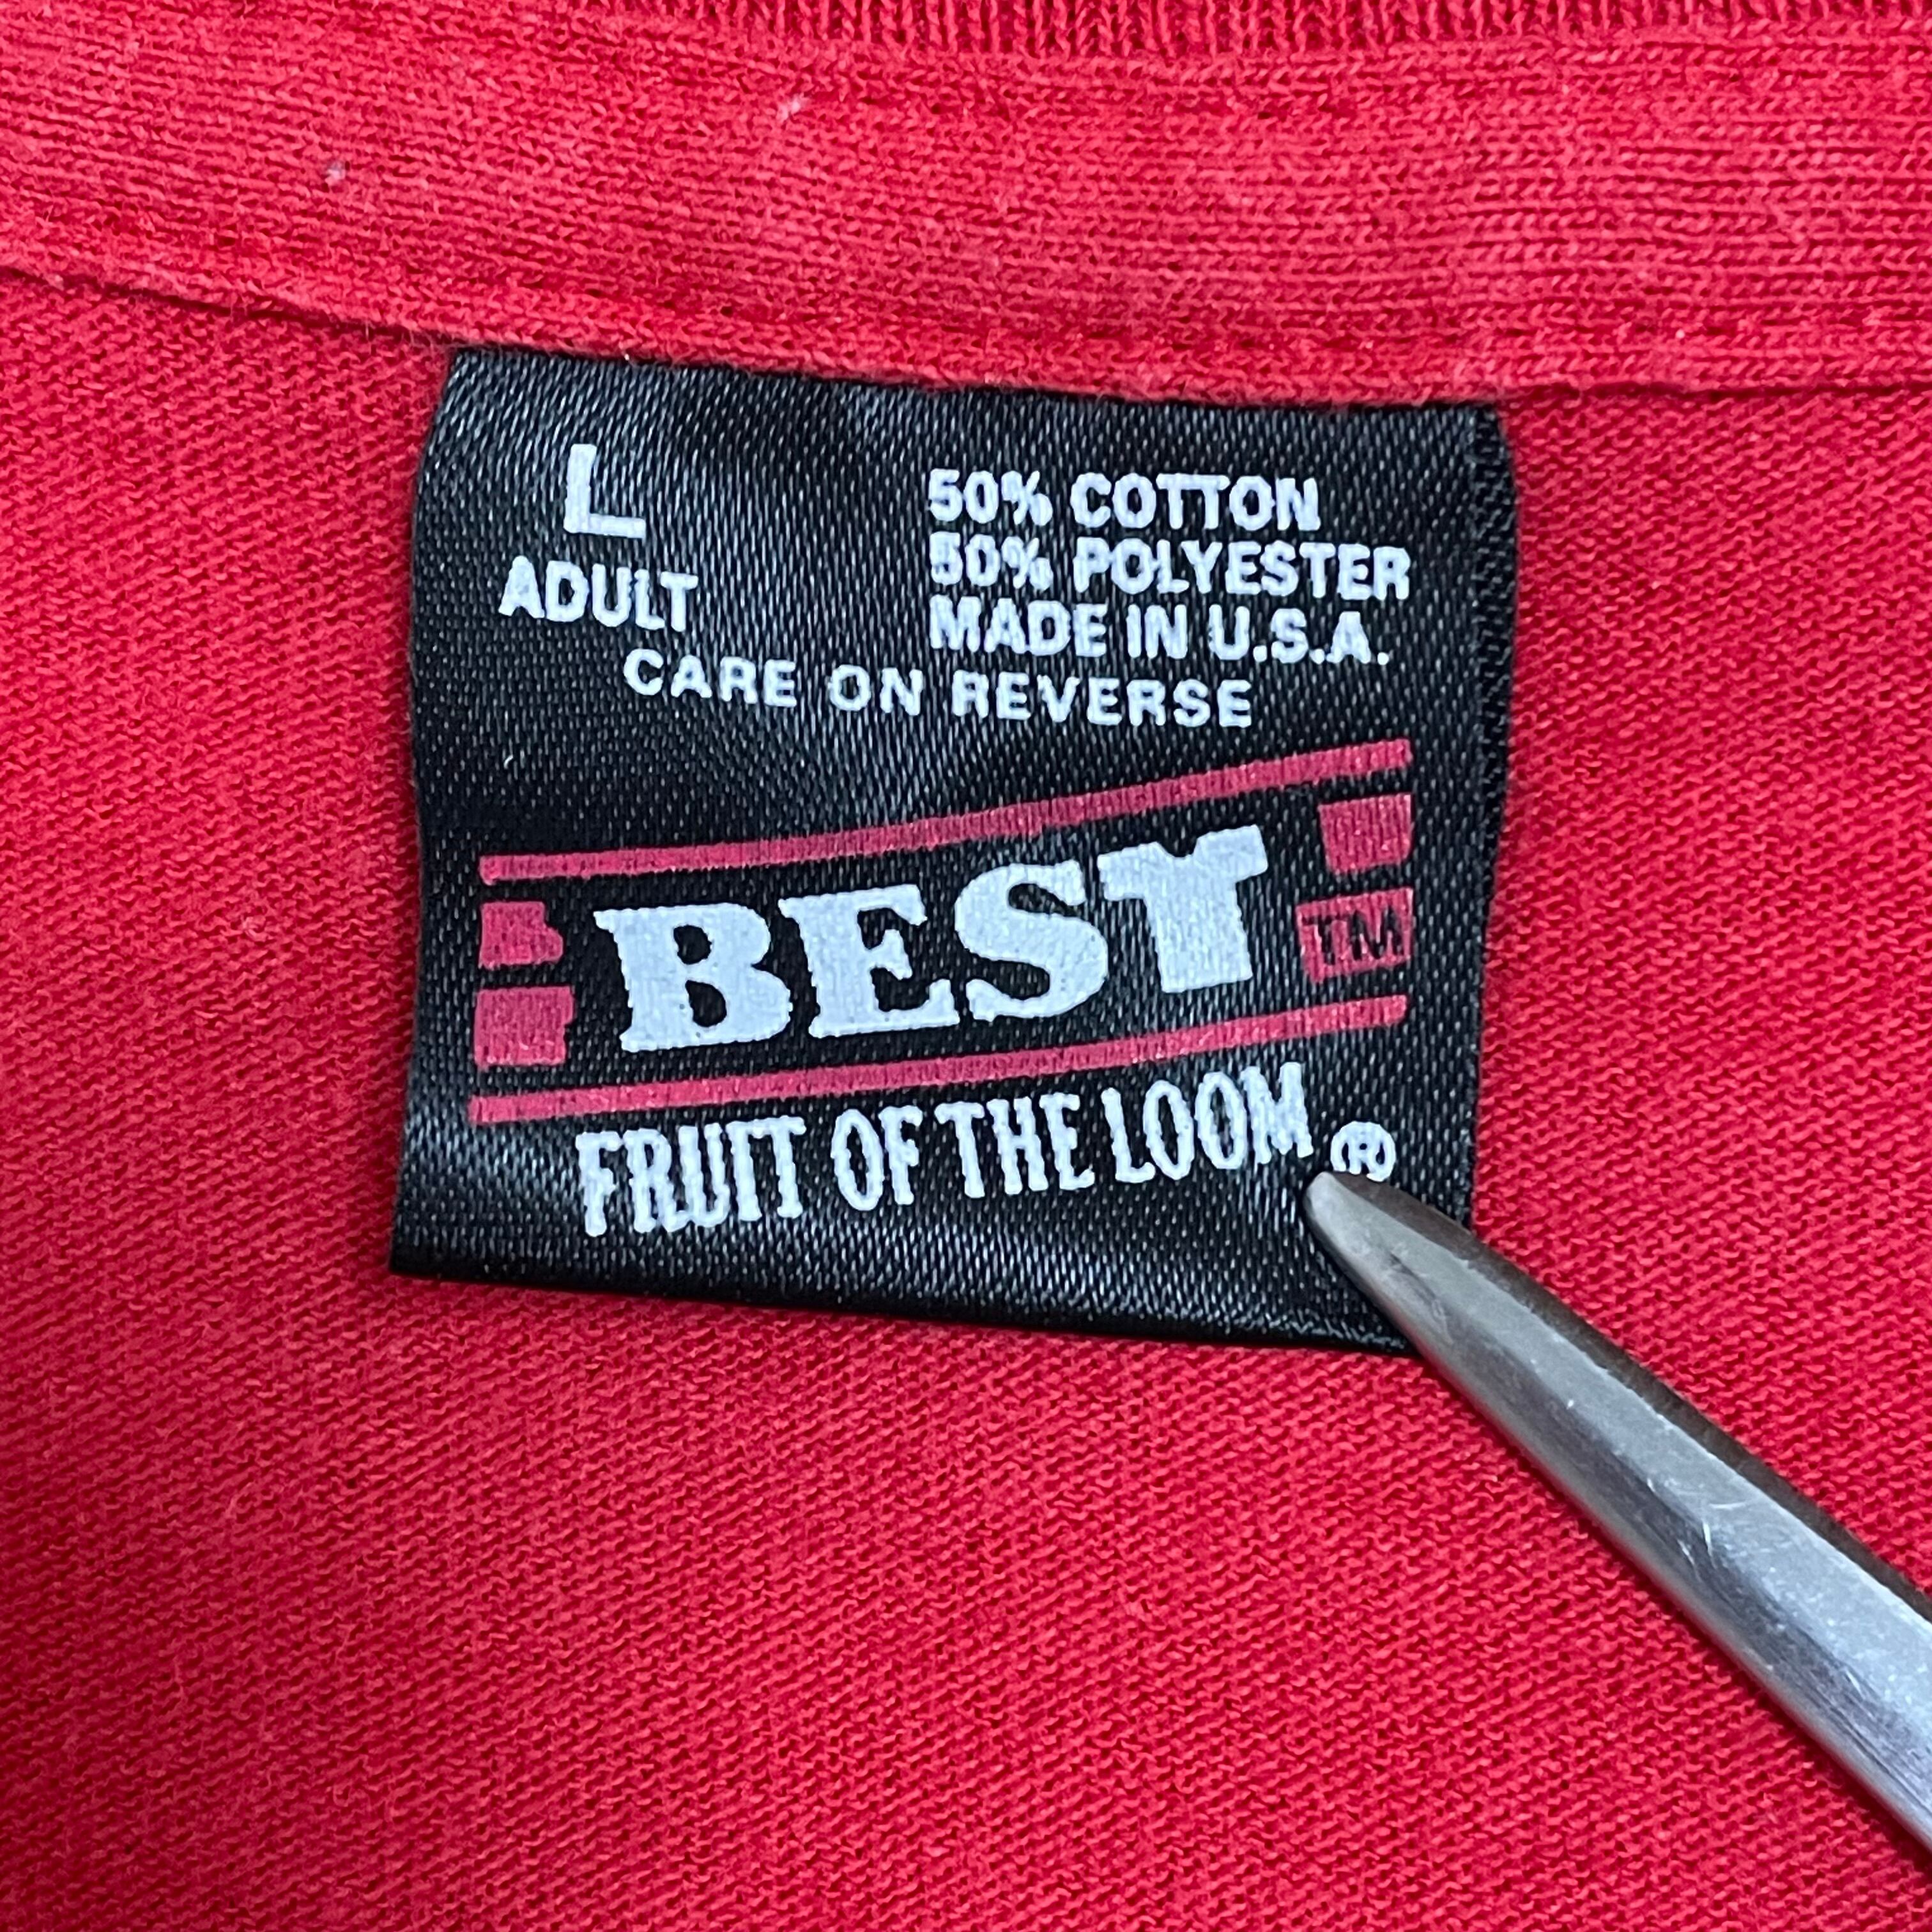 L
ADULT
50% COTTON
50% POLYESTER
MADE IN U.S.A.
CARE ON REVERSE
BEST
TM
FRUIT OF THE LOOM ®